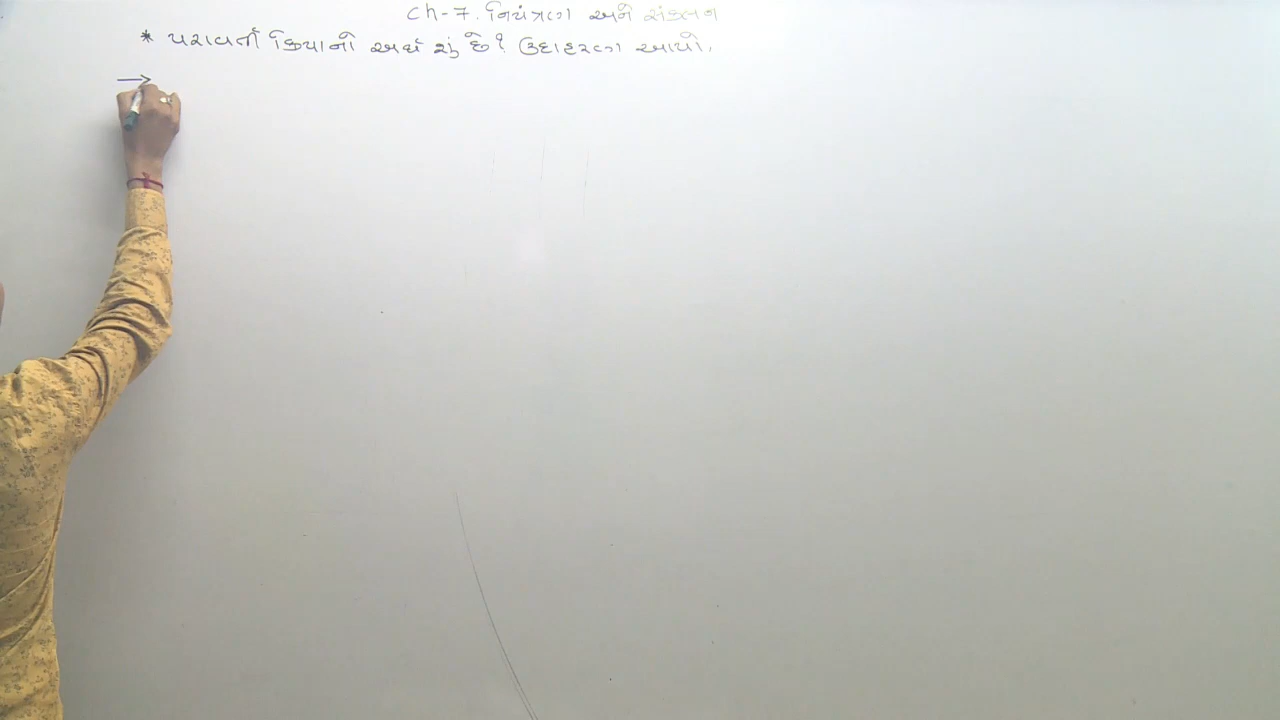 Ch-7. નિયંત્રણ અને સંકલન
* પરાવર્તી ક્રિયાનો અર્થ શું છે? ઉદાહરણ આપો.
→